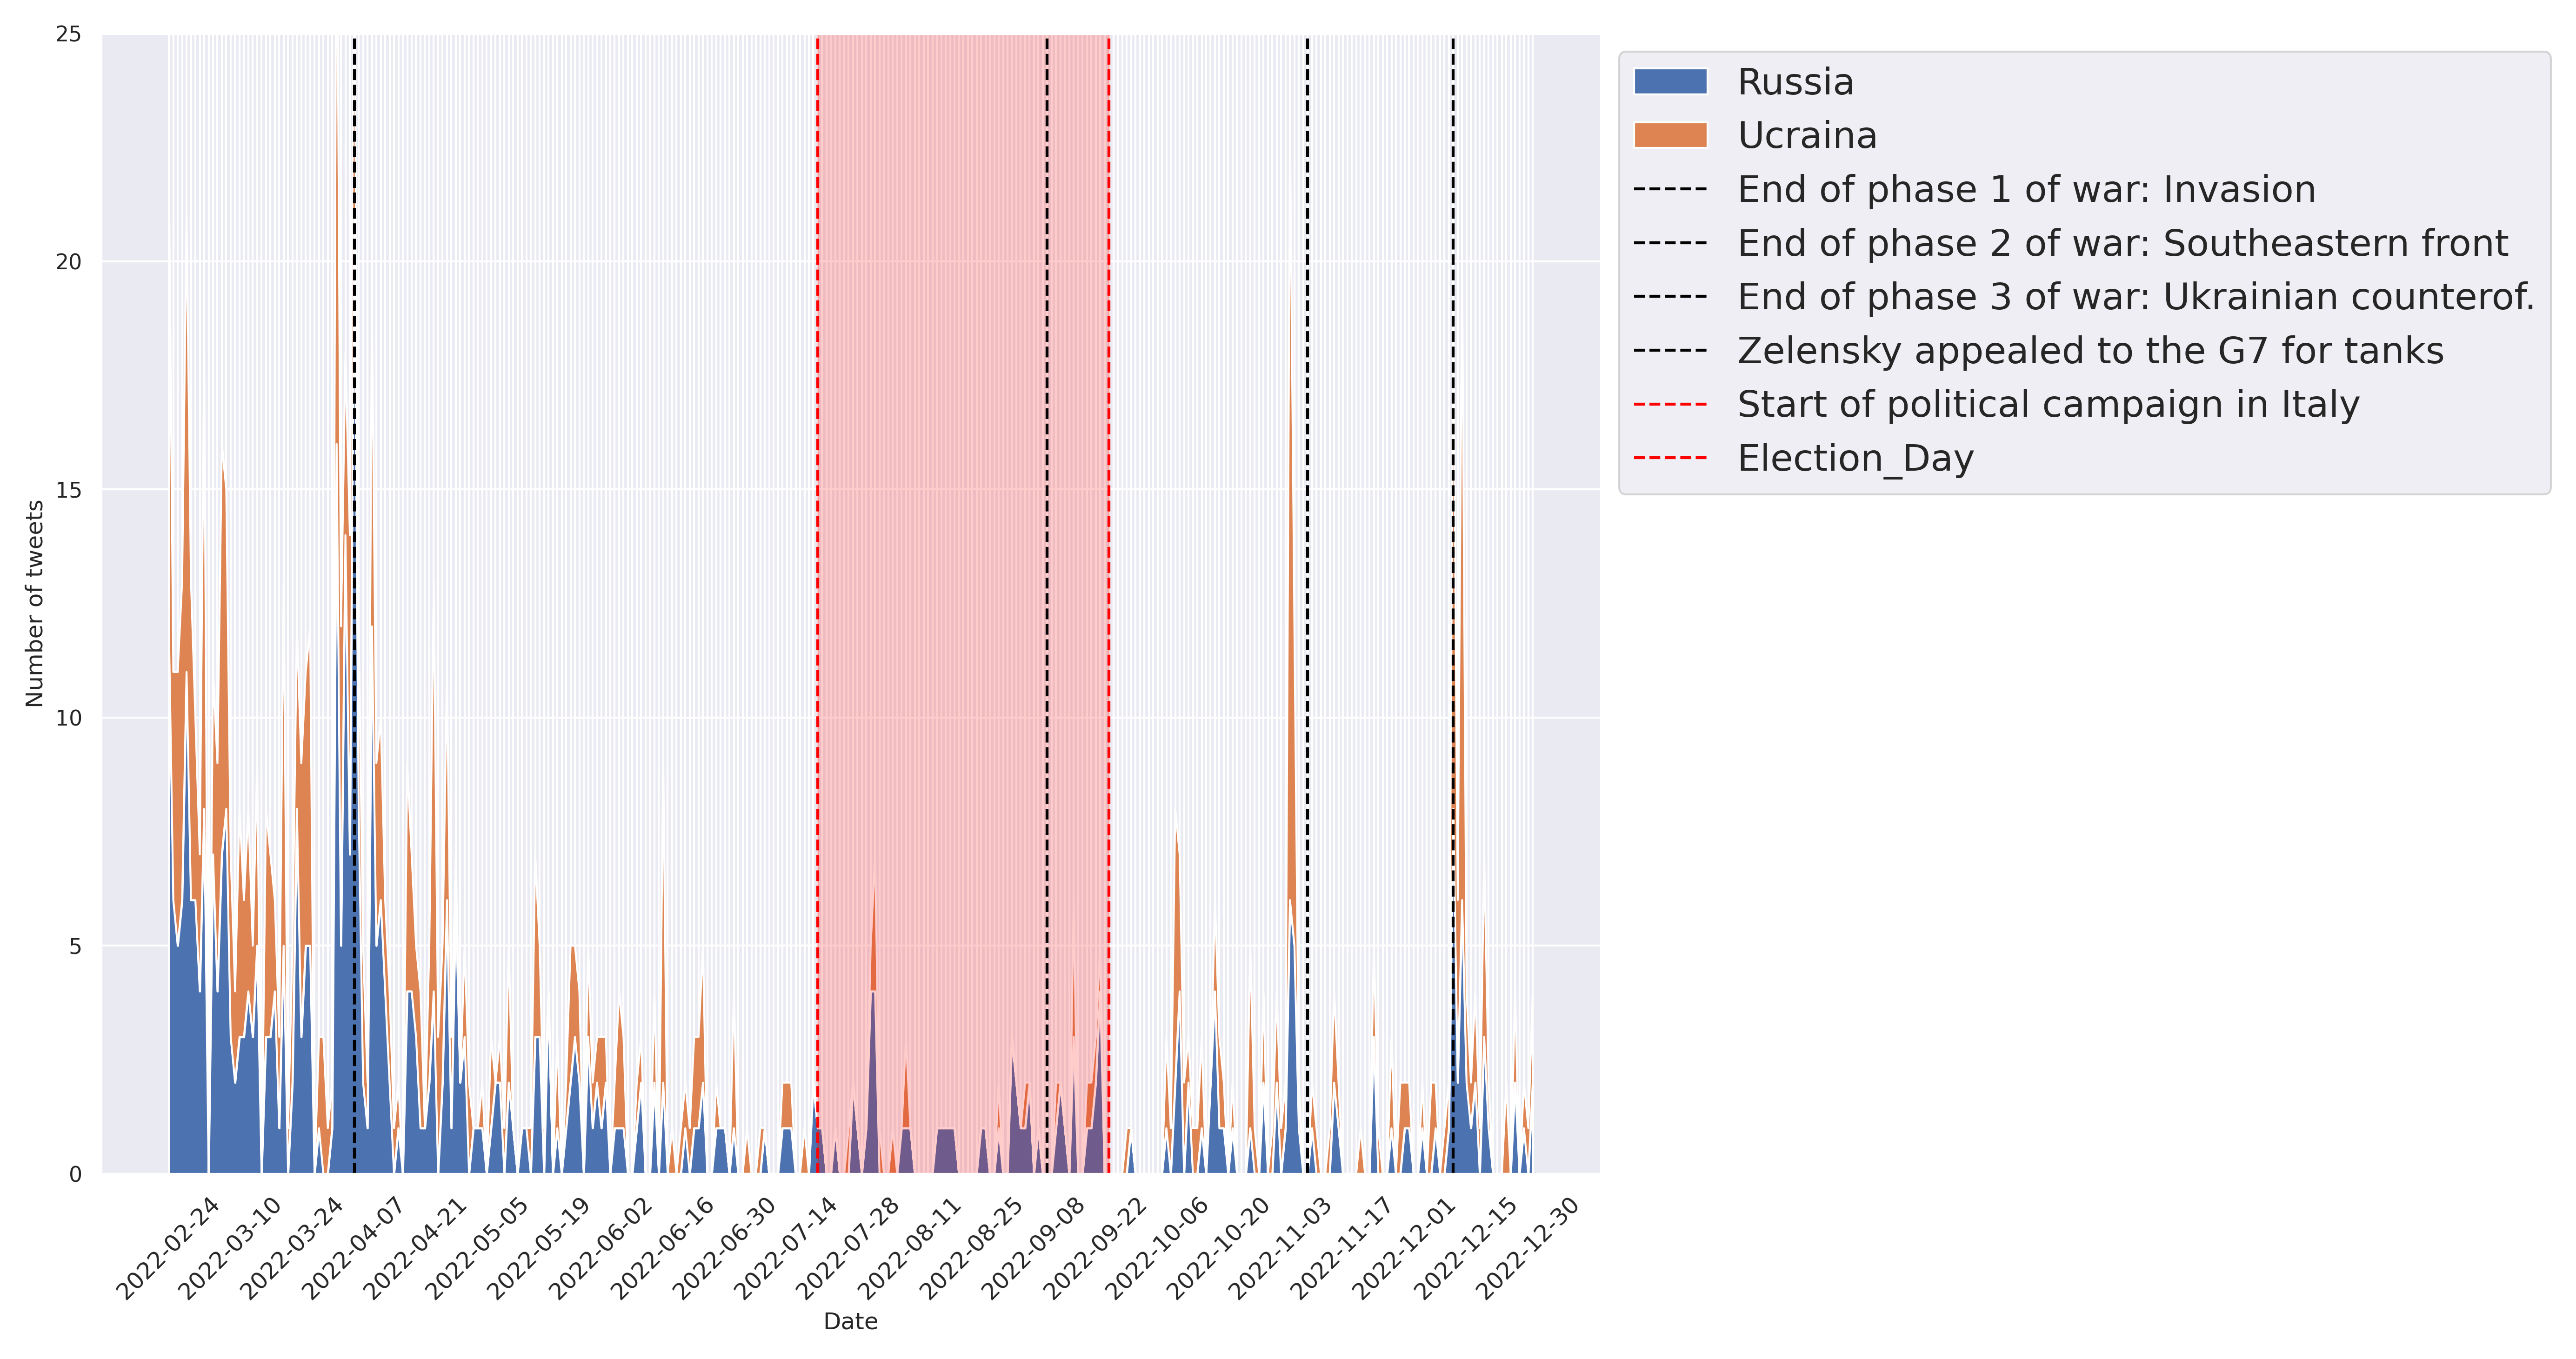 25
20
15
10
5
0
Number of tweets
2022-02-24
2022-03-10
2022-03-24
2022-04-07
2022-04-21
2022-05-05
2022-05-19
2022-06-02
2022-06-16
2022-06-30
2022-07-14
2022-07-28
2022-08-11
2022-08-25
2022-09-08
2022-09-22
2022-10-06
2022-10-20
2022-11-03
2022-11-17
2022-12-01
2022-12-15
2022-12-30
Date
Russia
Ucraina
End of phase 1 of war: Invasion
End of phase 2 of war: Southeastern front
End of phase 3 of war: Ukrainian counterof.
Zelensky appealed to the G7 for tanks
Start of political campaign in Italy
Election_Day